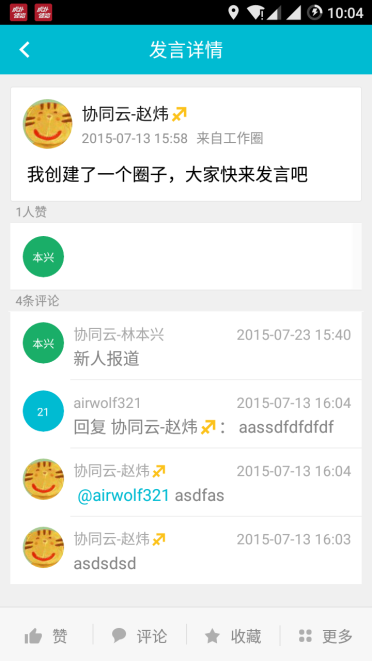 10:04
发言详情
协同云-赵炜♐
2015-07-13 15:58 来自工作圈
我创建了一个圈子，大家快来发言吧
1人赞
本兴
4条评论
本兴
协同云-林本兴 2015-07-23 15:40
新人报道
21
airwolf321 2015-07-13 16:04
回复 协同云-赵炜♐： aassdfdfdfdf
协同云-赵炜♐ 2015-07-13 16:04
@airwolf321 asdfas
协同云-赵炜♐ 2015-07-13 16:03
asdsdsd
赞 评论 收藏 更多